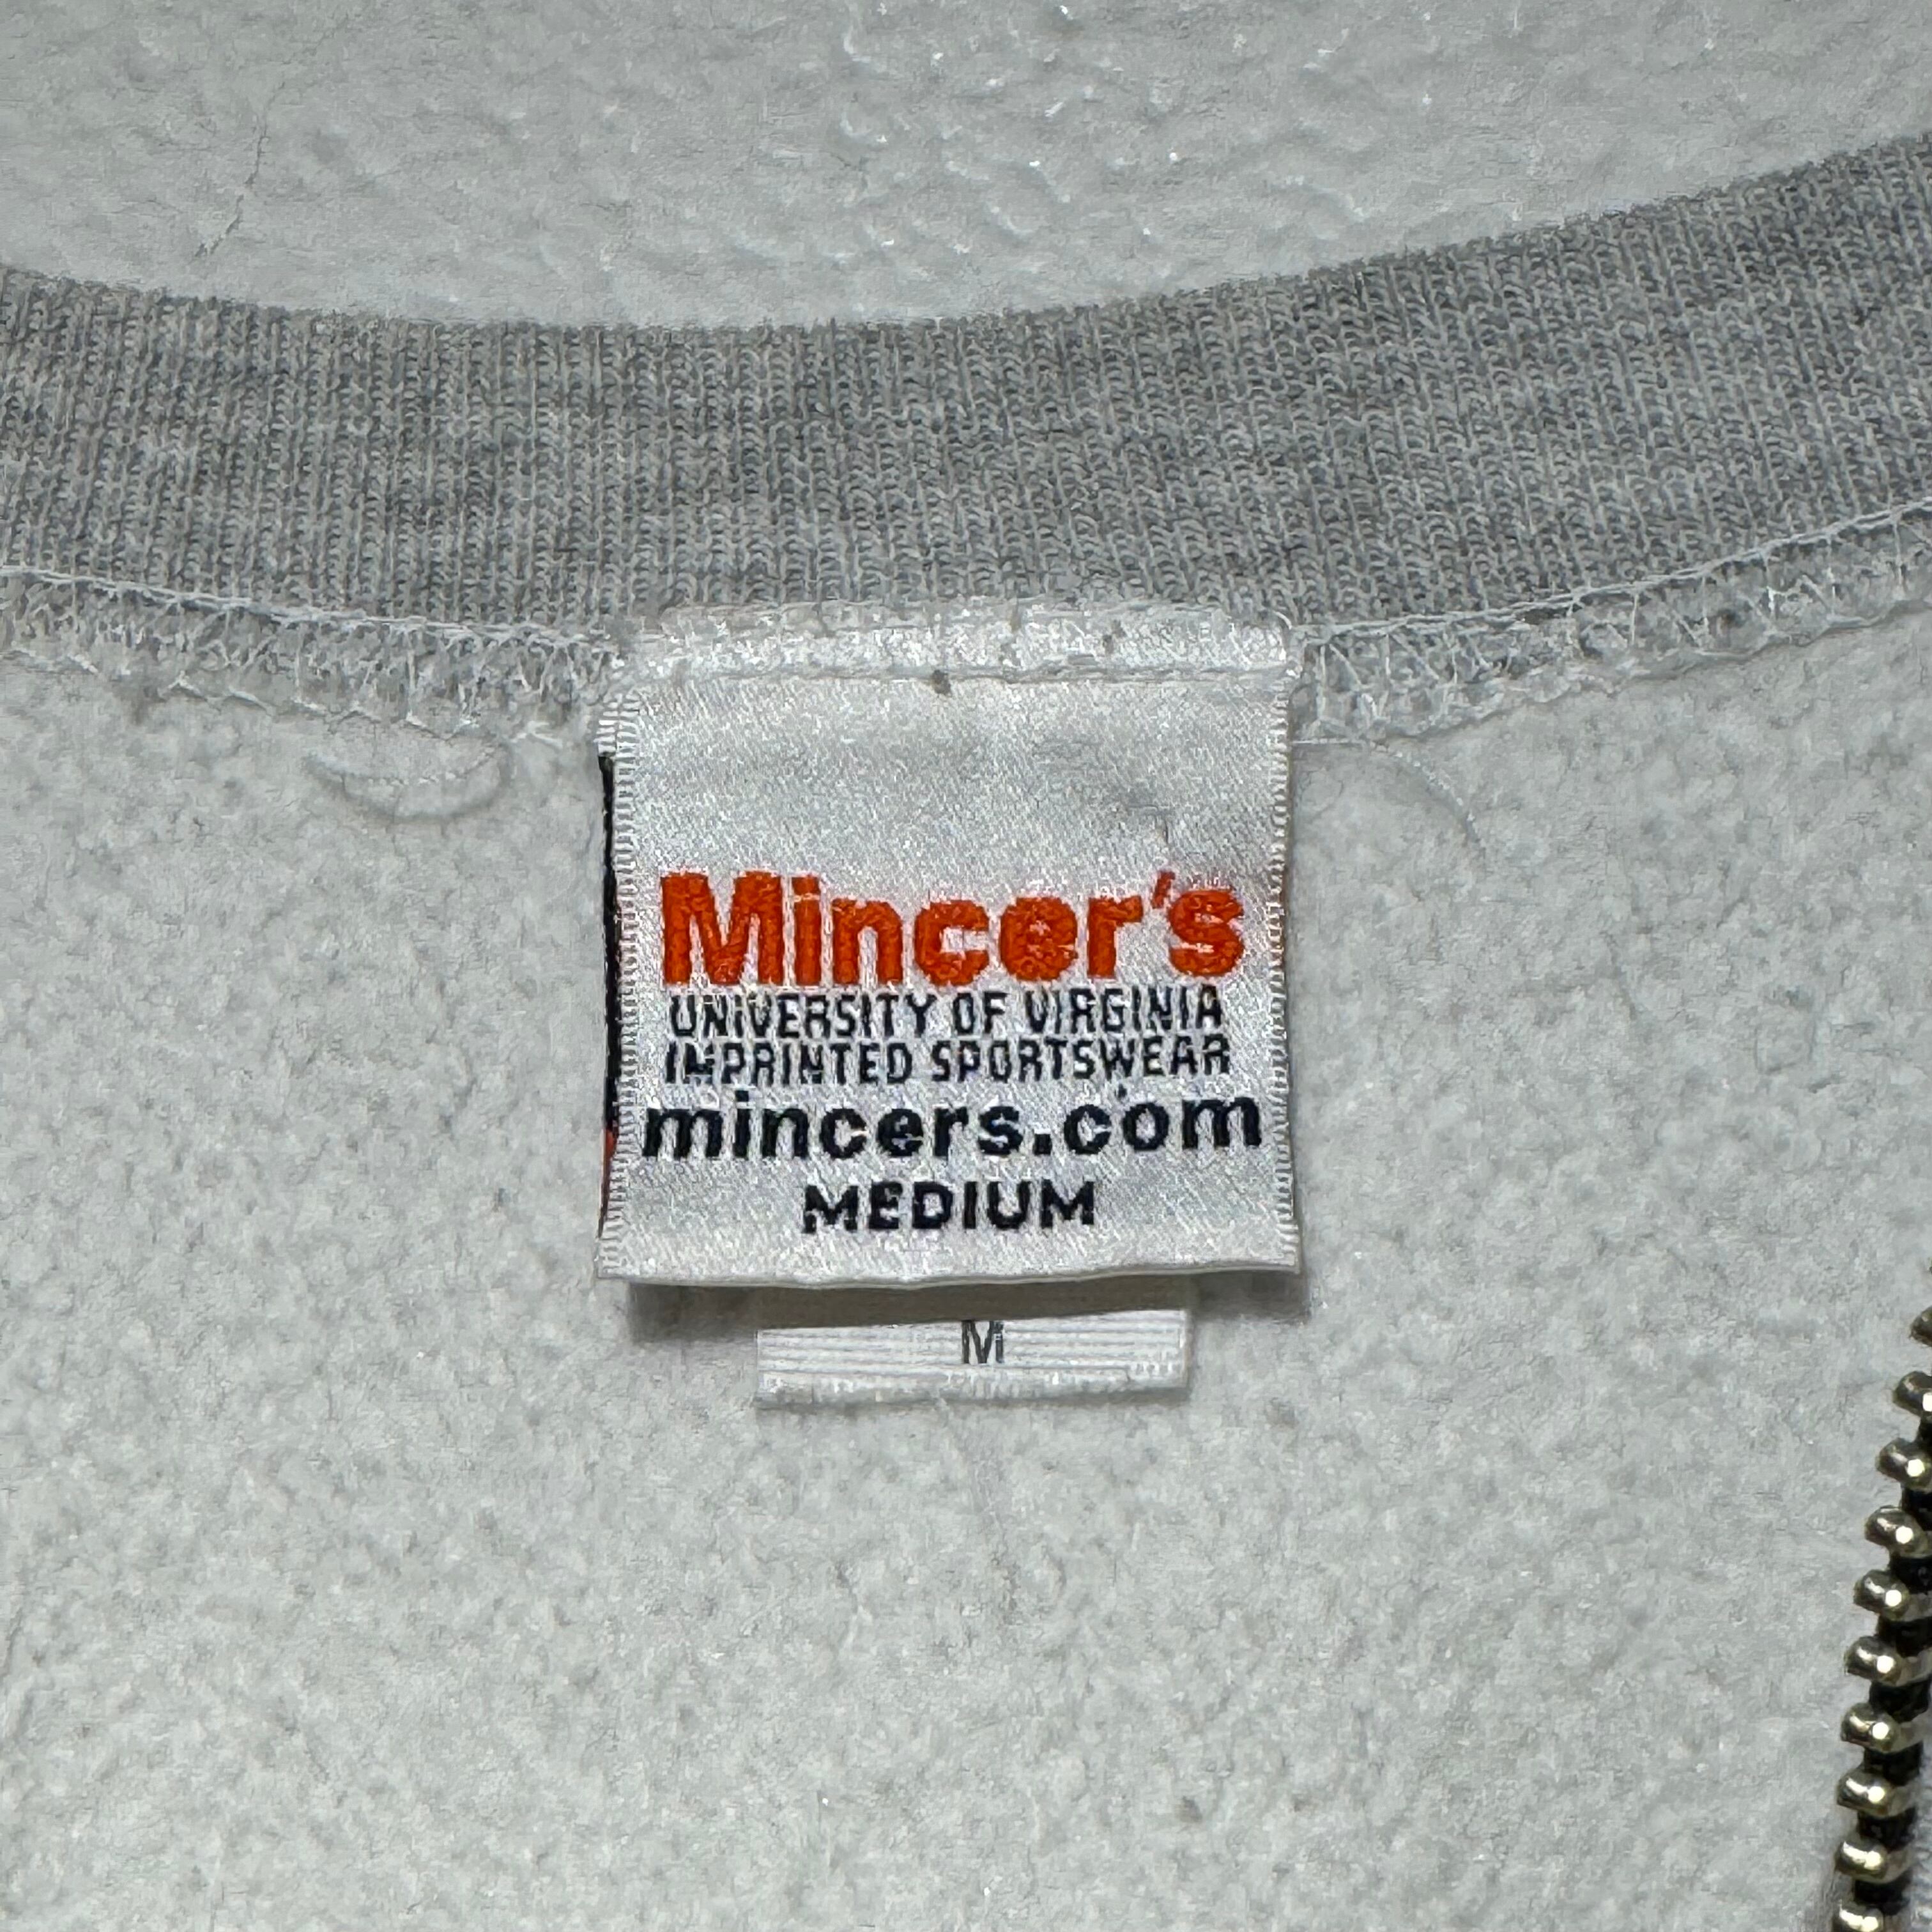 Mincer's
UNIVERSITY OF VIRGINIA
IMPRINTED SPORTSWEAR
mincers.com
MEDIUM
M